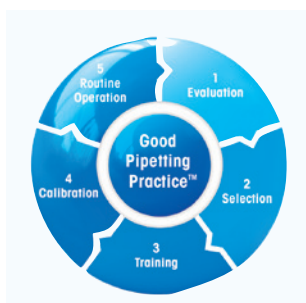 1
Evaluation
2
Selection
3
Training
4
Calibration
5
Routine
Operation
Good
Pipetting
Practice™